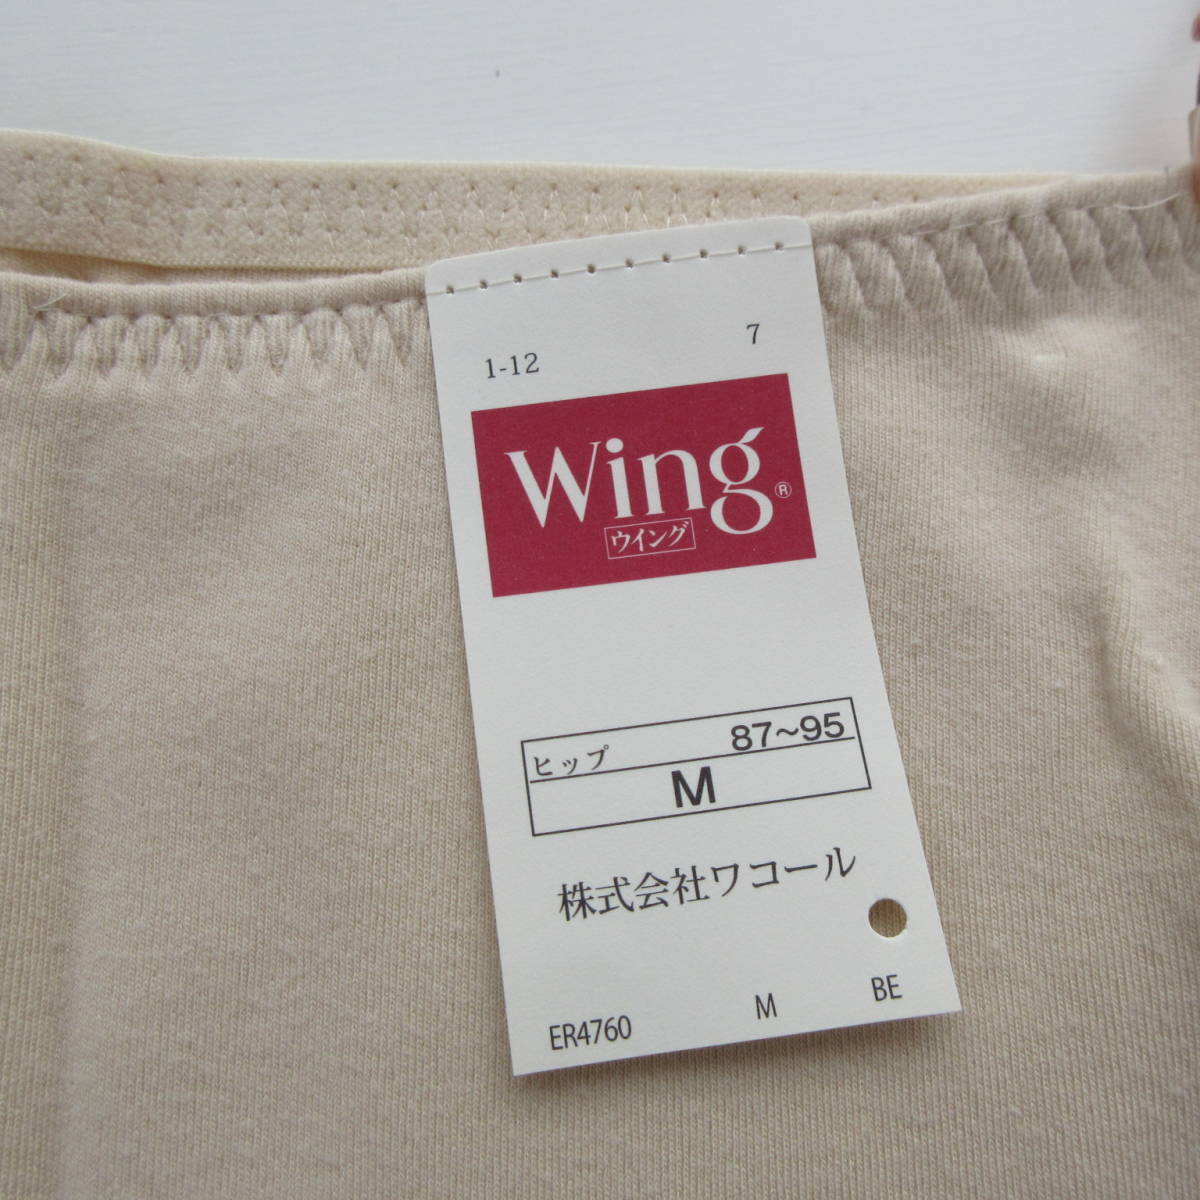 1-12 7
Wing®
ウイング
ヒップ 87~95
M
株式会社ワコール
ER4760 M BE